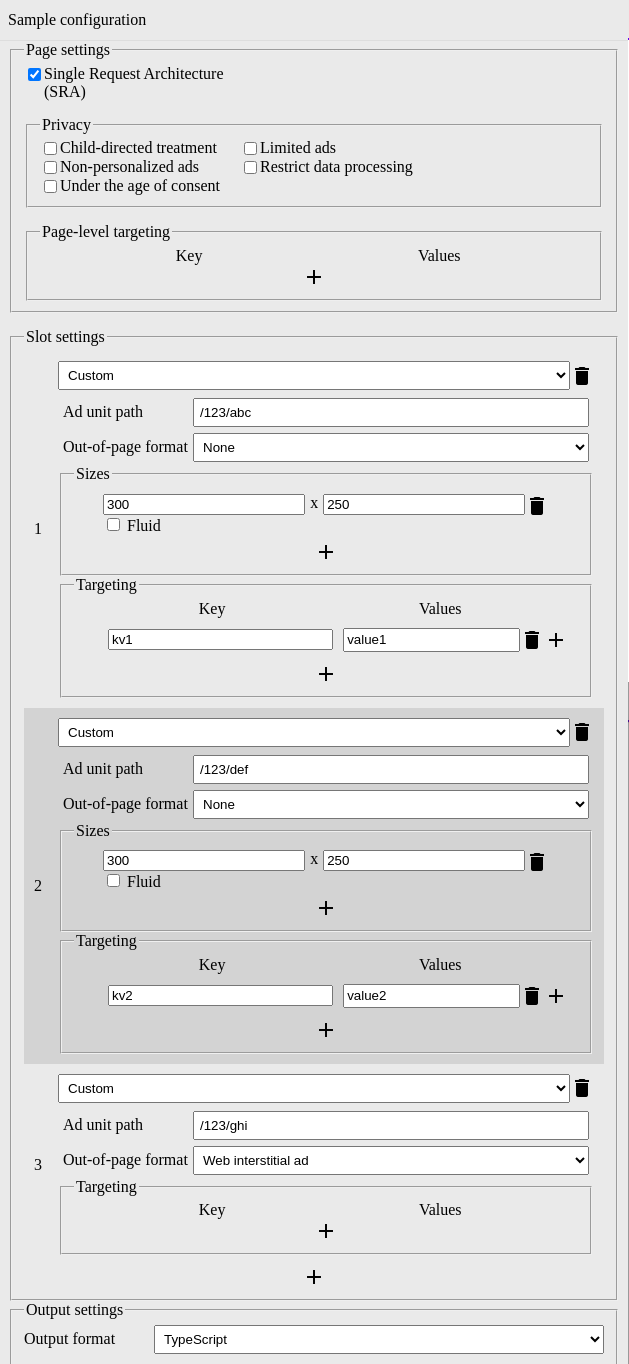 Sample configuration
Page settings
Single Request Architecture
(SRA)
Privacy
Child-directed treatment Limited ads
Non-personalized ads Restrict data processing
Under the age of consent
Page-level targeting
Key Values
Slot settings
Custom
Ad unit path /123/abc
Out-of-page format None
Sizes
300 x 250
1
Fluid
Targeting
Key Values
kv1 value1
Custom
Ad unit path /123/def
Out-of-page format None
Sizes
300 x 250
Fluid
2
Targeting
Key Values
kv2 value2
Custom
Ad unit path /123/ghi
Out-of-page format Web interstitial ad
3
Targeting
Key Values
Output settings
Output format TypeScript